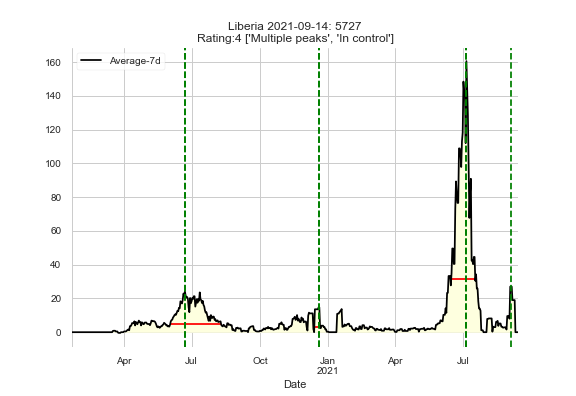 Liberia 2021-09-14: 5727
Rating:4 ['Multiple peaks', 'In control']
Average-7d
160
140
120
100
80
60
40
20
0
Apr
Jul
Oct
Jan
2021
Apr
Jul
Date